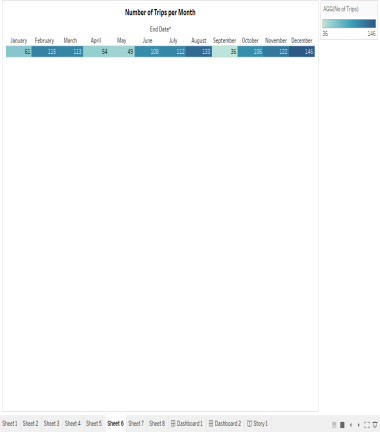 Number of Trips per Month
End Date*
January February March April May June July August September October November December
61 115 113 54 49 108 112 133 36 106 122 146
AGG(No of Trips)
36 146
Sheet 1 Sheet 2 Sheet 3 Sheet 4 Sheet 5 Sheet 6 Sheet 7 Sheet 8 Dashboard 1 Dashboard 2 Story 1